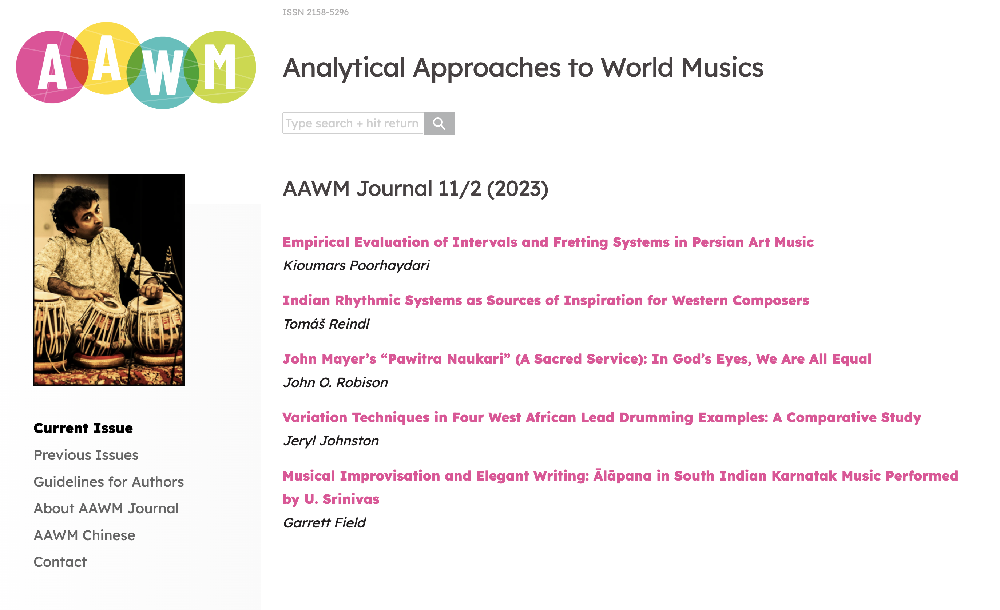 ISSN 2158-5296
AAWM
Analytical Approaches to World Musics
Type search + hit return
AAWM Journal 11/2 (2023)
Empirical Evaluation of Intervals and Fretting Systems in Persian Art Music
Kioumars Poorhaydari
Indian Rhythmic Systems as Sources of Inspiration for Western Composers
Tomáš Reindl
John Mayer’s “Pawitra Naukari” (A Sacred Service): In God’s Eyes, We Are All Equal
John O. Robison
Variation Techniques in Four West African Lead Drumming Examples: A Comparative Study
Jeryl Johnston
Musical Improvisation and Elegant Writing: Ālāpana in South Indian Karnatak Music Performed
by U. Srinivas
Garrett Field
Current Issue
Previous Issues
Guidelines for Authors
About AAWM Journal
AAWM Chinese
Contact